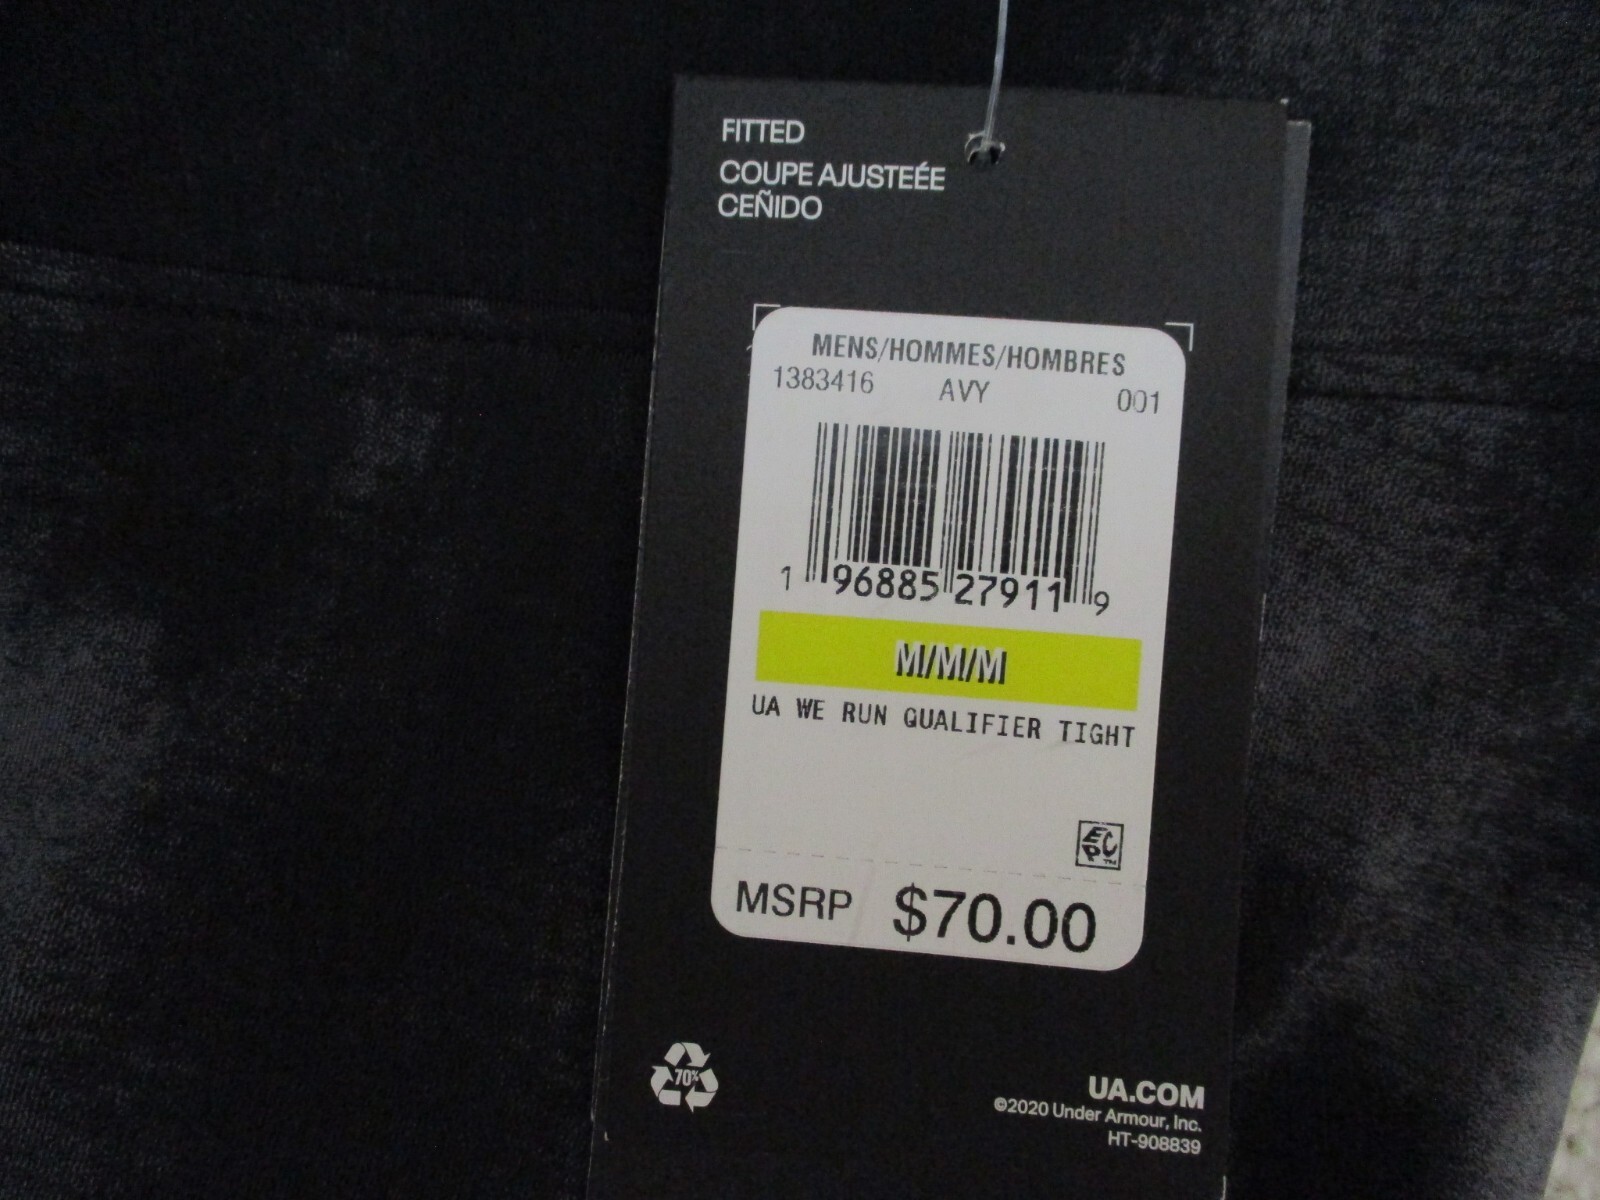 FITTED
COUPE AJUSTEÉE
CEÑIDO
MENS/HOMMES/HOMBRES
1383416 AVY 001
1 96885 27911 9
M/M/M
UA WE RUN QUALIFIER TIGHT
EPC™
MSRP $70.00
70%
UA.COM
©2020 Under Armour, Inc.
HT-908839